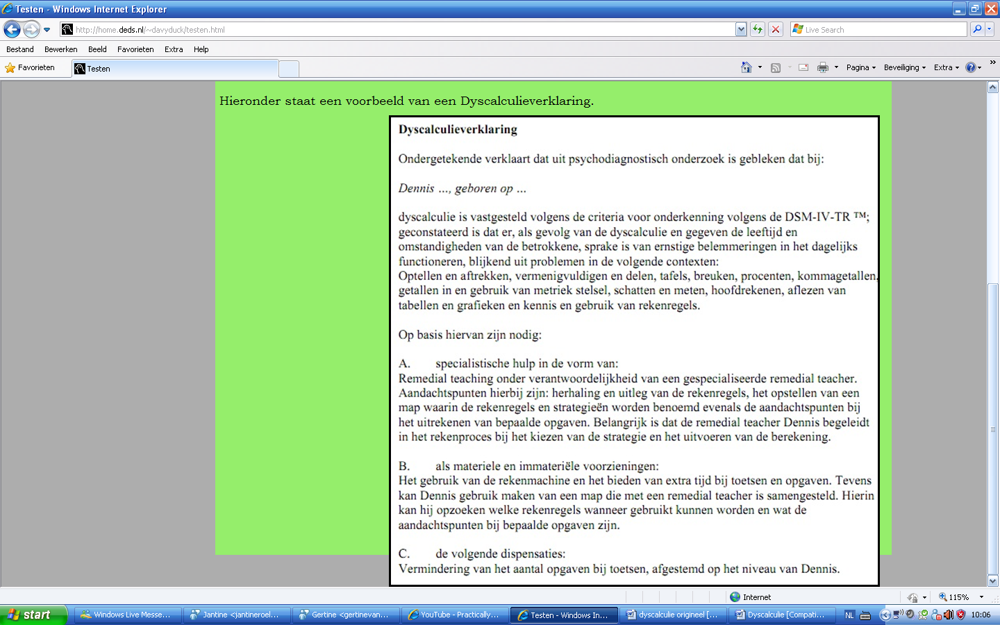 Testen - Windows Internet Explorer
http://home.deds.nl/~davyduck/testen.html
Live Search
Bestand Bewerken Beeld Favorieten Extra Help
Favorieten
Testen
Pagina Beveiliging Extra
Hieronder staat een voorbeeld van een Dyscalculieverklaring.
Dyscalculieverklaring
Ondergetekende verklaart dat uit psychodiagnostisch onderzoek is gebleken dat bij:
Dennis ..., geboren op ...
dyscalculie is vastgesteld volgens de criteria voor onderkenning volgens de DSM-IV-TR ™;
geconstateerd is dat er, als gevolg van de dyscalculie en gegeven de leeftijd en
omstandigheden van de betrokkene, sprake is van ernstige belemmeringen in het dagelijks
functioneren, blijkend uit problemen in de volgende contexten:
Optellen en aftrekken, vermenigvuldigen en delen, tafels, breuken, procenten, kommagetallen,
getallen in en gebruik van metriek stelsel, schatten en meten, hoofdrekenen, aflezen van
tabellen en grafieken en kennis en gebruik van rekenregels.
Op basis hiervan zijn nodig:
A. specialistische hulp in de vorm van:
Remedial teaching onder verantwoordelijkheid van een gespecialiseerde remedial teacher.
Aandachtspunten hierbij zijn: herhaling en uitleg van de rekenregels, het opstellen van een
map waarin de rekenregels en strategieën worden benoemd evenals de aandachtspunten bij
het uitrekenen van bepaalde opgaven. Belangrijk is dat de remedial teacher Dennis begeleidt
in het rekenproces bij het kiezen van de strategie en het uitvoeren van de berekening.
B. als materiele en immateriële voorzieningen:
Het gebruik van de rekenmachine en het bieden van extra tijd bij toetsen en opgaven. Tevens
kan Dennis gebruik maken van een map die met een remedial teacher is samengesteld. Hierin
kan hij opzoeken welke rekenregels wanneer gebruikt kunnen worden en wat de
aandachtspunten bij bepaalde opgaven zijn.
C. de volgende dispensaties:
Vermindering van het aantal opgaven bij toetsen, afgestemd op het niveau van Dennis.
Internet
115%
start
Windows Live Messe...
Jantine <jantineroel...
Gertine <gertinevan...
YouTube - Practically...
Testen - Windows In...
dyscalculie origineel [...
Dyscalculie [Compati...
NL
10:06